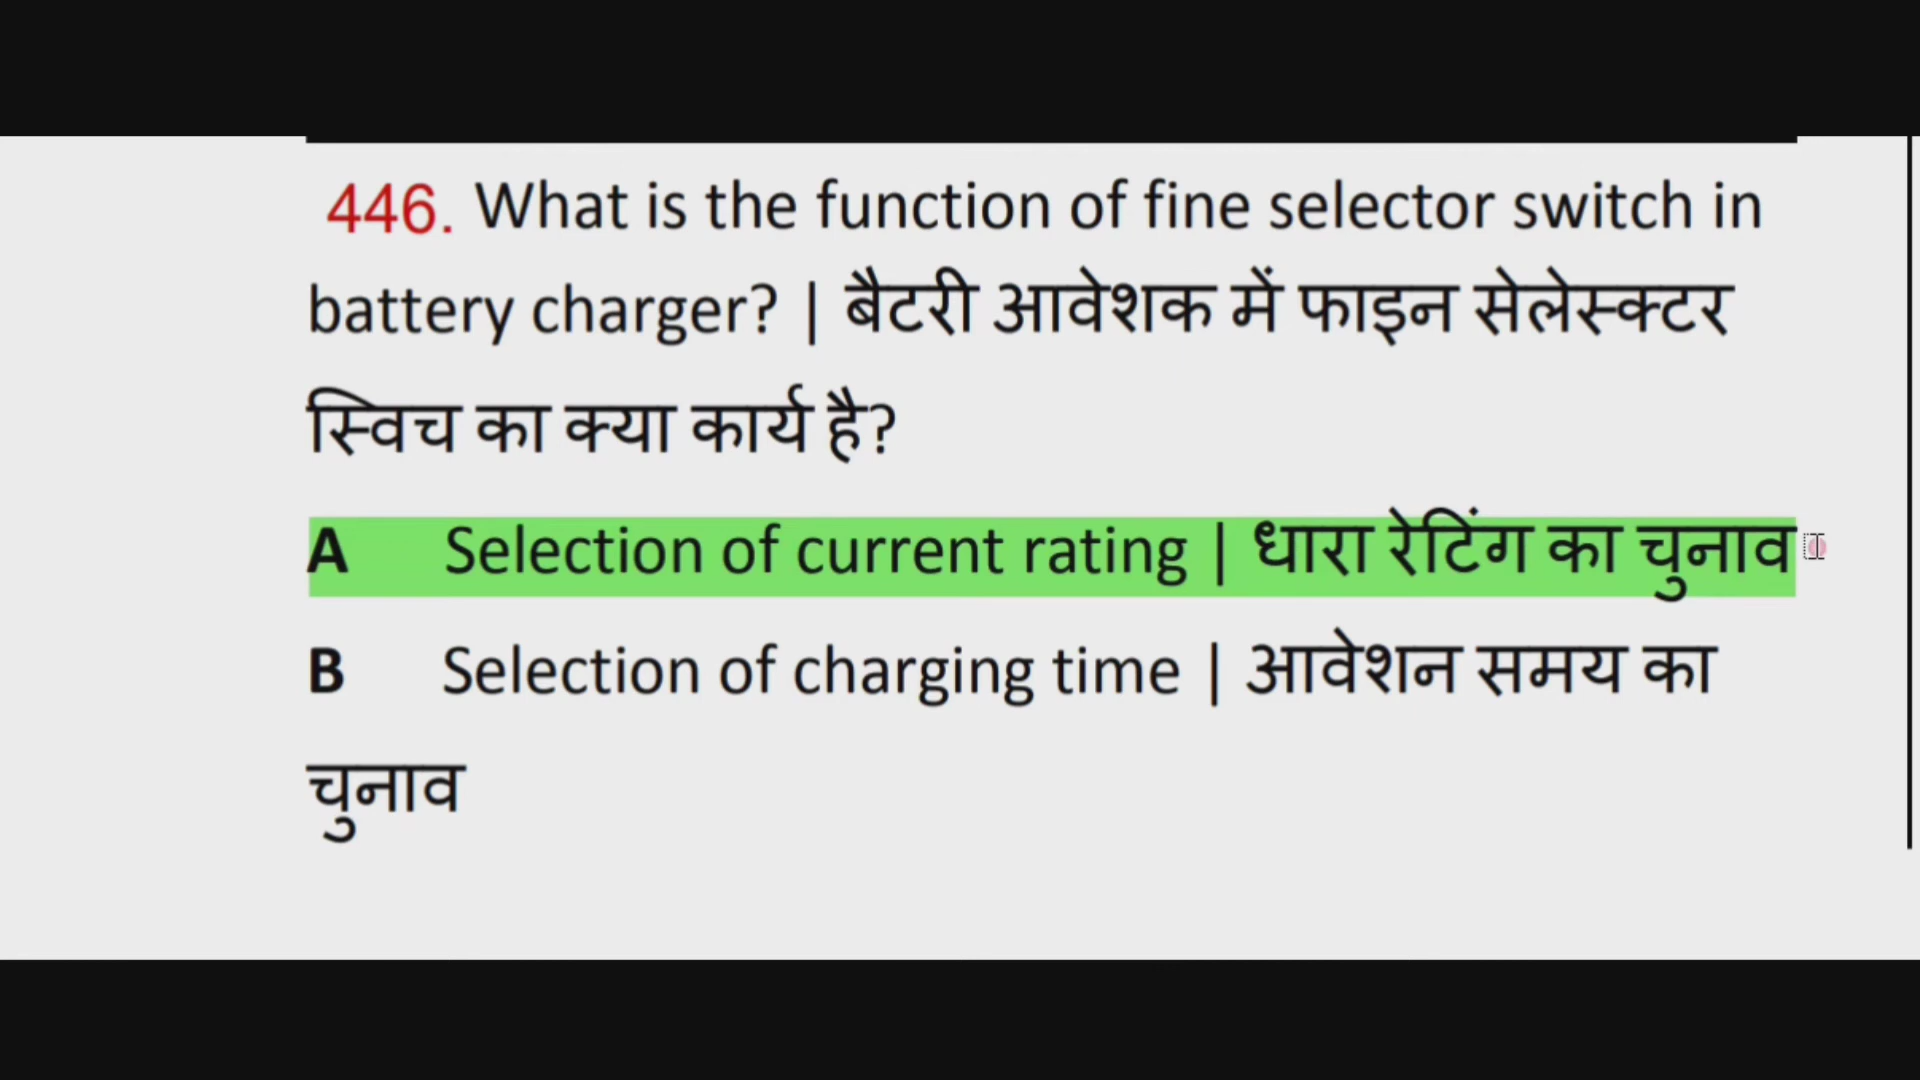 446. What is the function of fine selector switch in
battery charger? | बैटरी आवेशक में फाइन सेलेस्क्टर
स्विच का क्या कार्य है?
A Selection of current rating | धारा रेटिंग का चुनाव
B Selection of charging time | आवेशन समय का
चुनाव